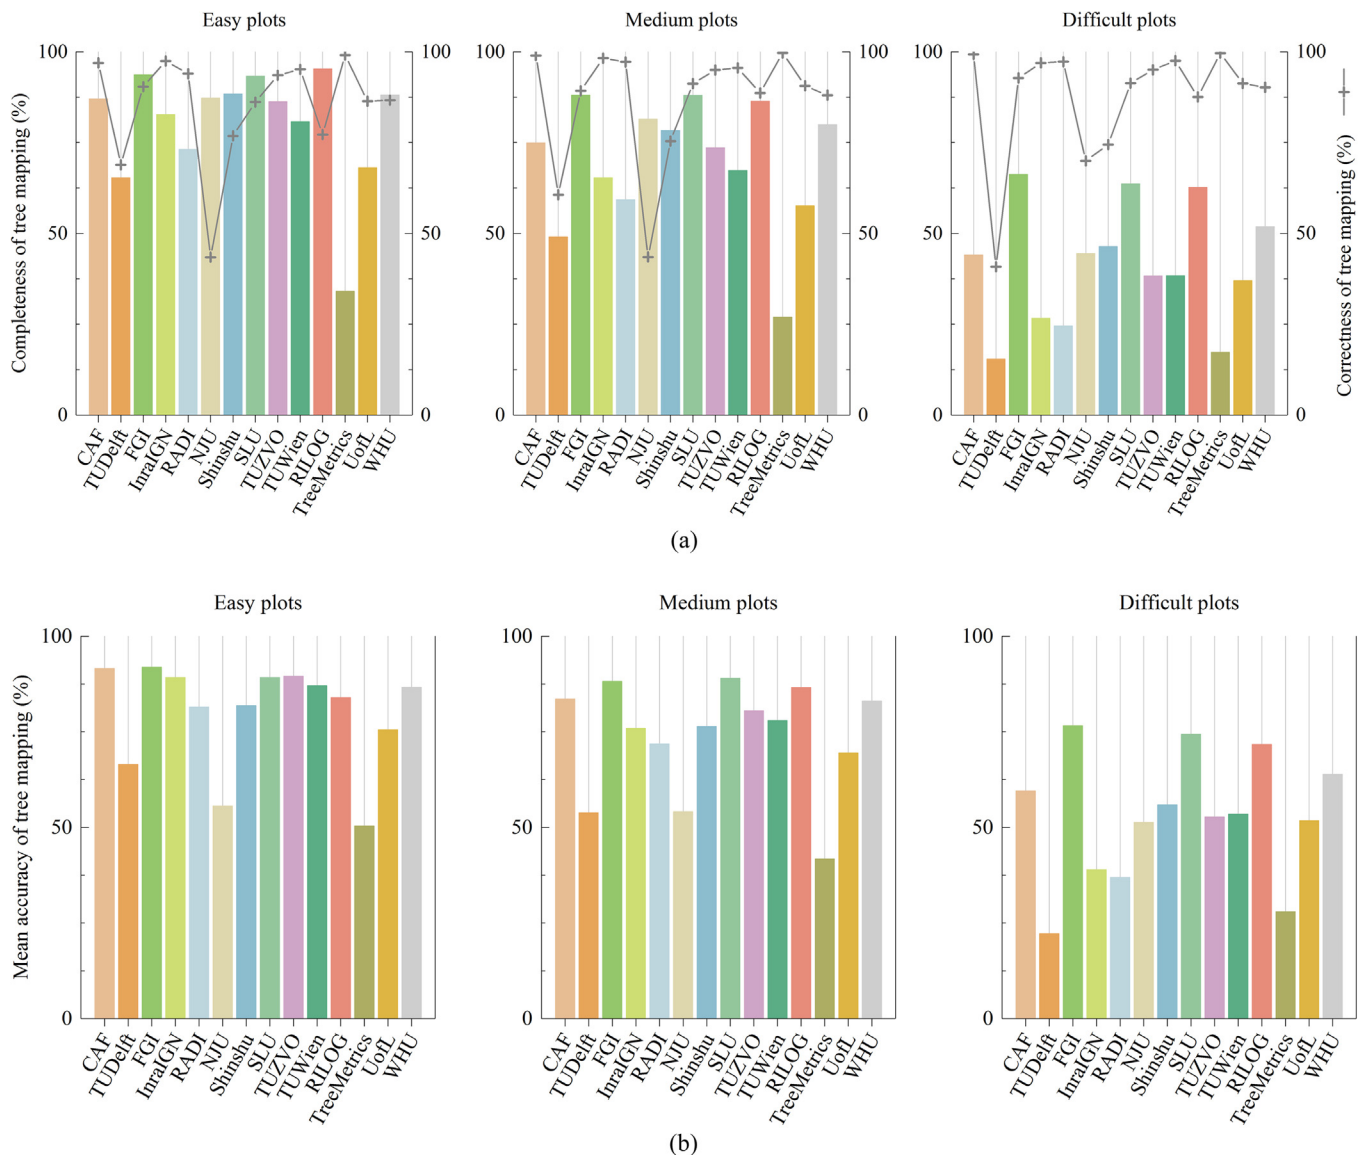 Easy plots
Medium plots
Difficult plots
Completeness of tree mapping (%)
100
50
0
100
50
0
100
50
0
100
50
0
100
50
0
100
50
0
Correctness of tree mapping (%)
CAF
TUDelft
FGI
InraIGN
RADI
NJU
Shinshu
SLU
TUZVO
TUWien
RILOG
TreeMetrics
UofL
WHU
CAF
TUDelft
FGI
InraIGN
RADI
NJU
Shinshu
SLU
TUZVO
TUWien
RILOG
TreeMetrics
UofL
WHU
CAF
TUDelft
FGI
InraIGN
RADI
NJU
Shinshu
SLU
TUZVO
TUWien
RILOG
TreeMetrics
UofL
WHU
(a)
Easy plots
Medium plots
Difficult plots
Mean accuracy of tree mapping (%)
100
50
0
100
50
0
100
50
0
CAF
TUDelft
FGI
InraIGN
RADI
NJU
Shinshu
SLU
TUZVO
TUWien
RILOG
TreeMetrics
UofL
WHU
CAF
TUDelft
FGI
InraIGN
RADI
NJU
Shinshu
SLU
TUZVO
TUWien
RILOG
TreeMetrics
UofL
WHU
CAF
TUDelft
FGI
InraIGN
RADI
NJU
Shinshu
SLU
TUZVO
TUWien
RILOG
TreeMetrics
UofL
WHU
(b)